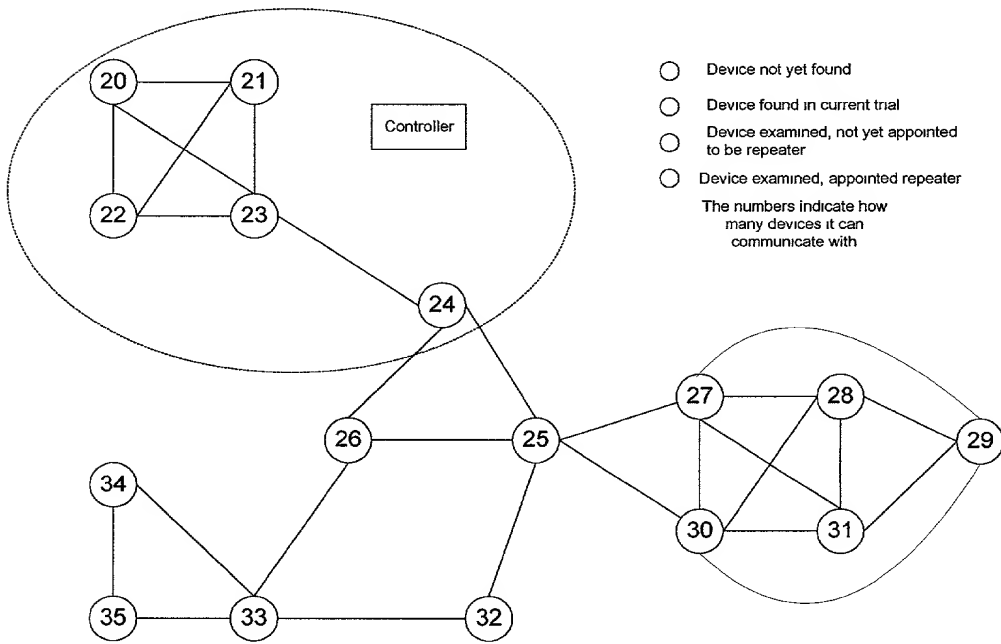 20
21
Controller
22
23
24
Device not yet found
Device found in current trial
Device examined, not yet appointed
to be repeater
Device examined, appointed repeater
The numbers indicate how
many devices it can
communicate with
27
28
26
25
29
34
30
31
35
33
32